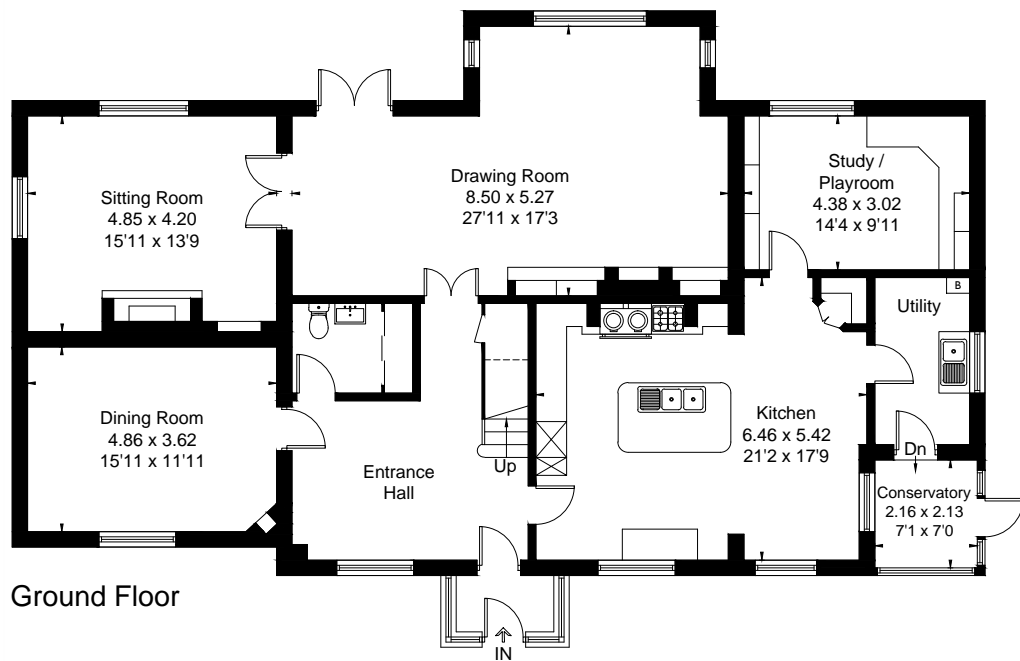 Drawing Room
8.50 x 5.27
27'11 x 17'3
Study /
Playroom
4.38 x 3.02
14'4 x 9'11
Sitting Room
4.85 x 4.20
15'11 x 13'9
B
Utility
Dining Room
4.86 x 3.62
15'11 x 11'11
Kitchen
6.46 x 5.42
21'2 x 17'9
Entrance
Hall
Up
Dn
Conservatory
2.16 x 2.13
7'1 x 7'0
Ground Floor
IN